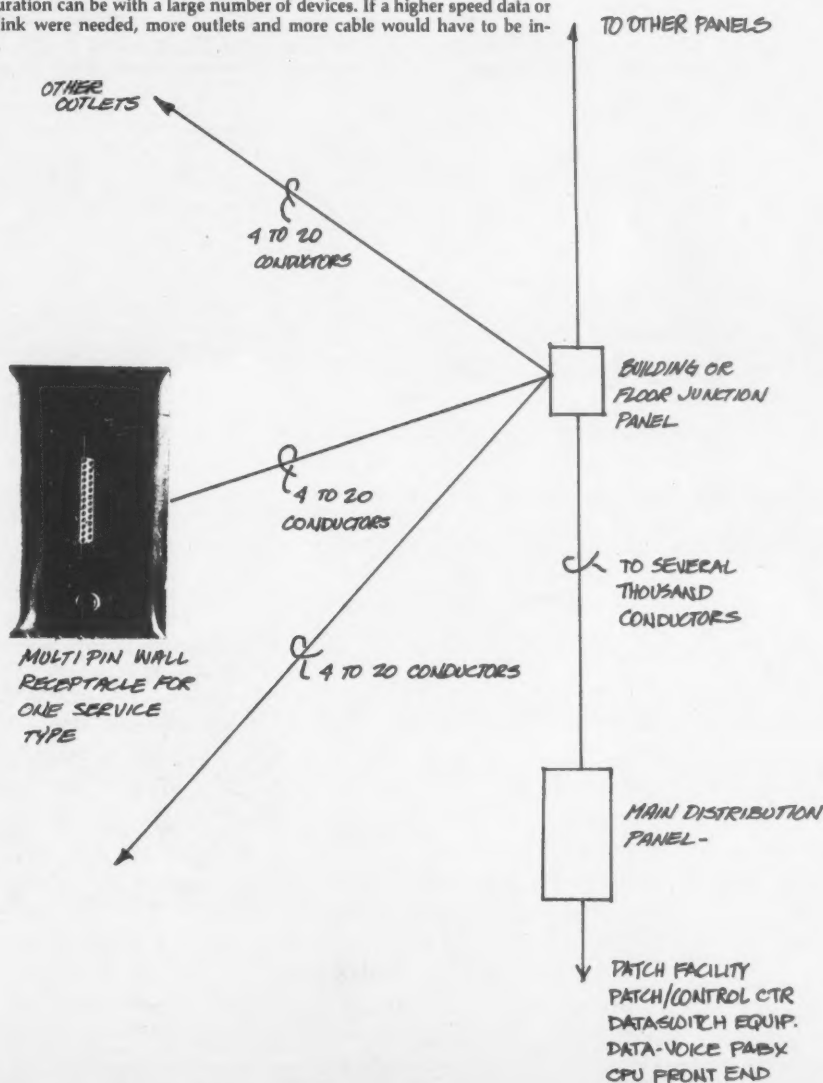 uration can be with a large number of devices. If a higher speed data or
ink were needed, more outlets and more cable would have to be in-
TO OTHER PANELS
OTHER
OUTLETS
4 TO 20
CONDUCTORS
BUILDING OR
FLOOR JUNCTION
PANEL
4 TO 20
CONDUCTORS
TO SEVERAL
THOUSAND
CONDUCTORS
MULTI PIN WALL
RECEPTACLE FOR
ONE SERVICE
TYPE
4 TO 20 CONDUCTORS
MAIN DISTRIBUTION
PANEL-
PATCH FACILITY
PATCH/CONTROL CTR
DATASWITCH EQUIP.
DATA-VOICE PABX
CPU FRONT END